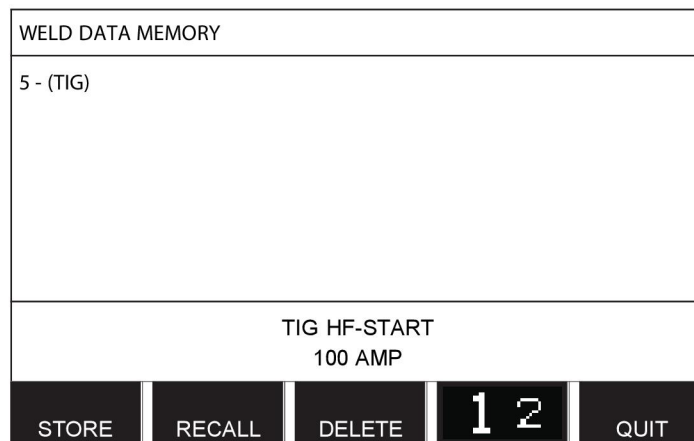 WELD DATA MEMORY
5 - (TIG)
TIG HF-START
100 AMP
STORE RECALL DELETE 1 2 QUIT